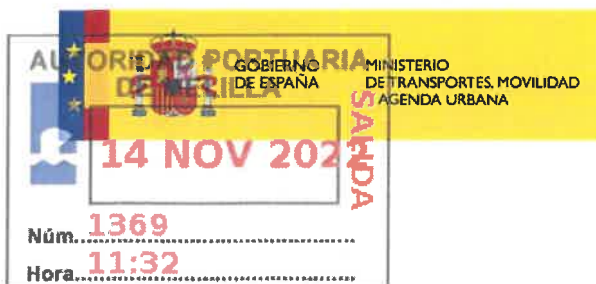 AUTORIDAD PORTUARIA
DE MELILLA
GOBIERNO
DE ESPAÑA
MINISTERIO
DE TRANSPORTES, MOVILIDAD
Y AGENDA URBANA
SALIDA
14 NOV
Núm. 1369
Hora 11:32